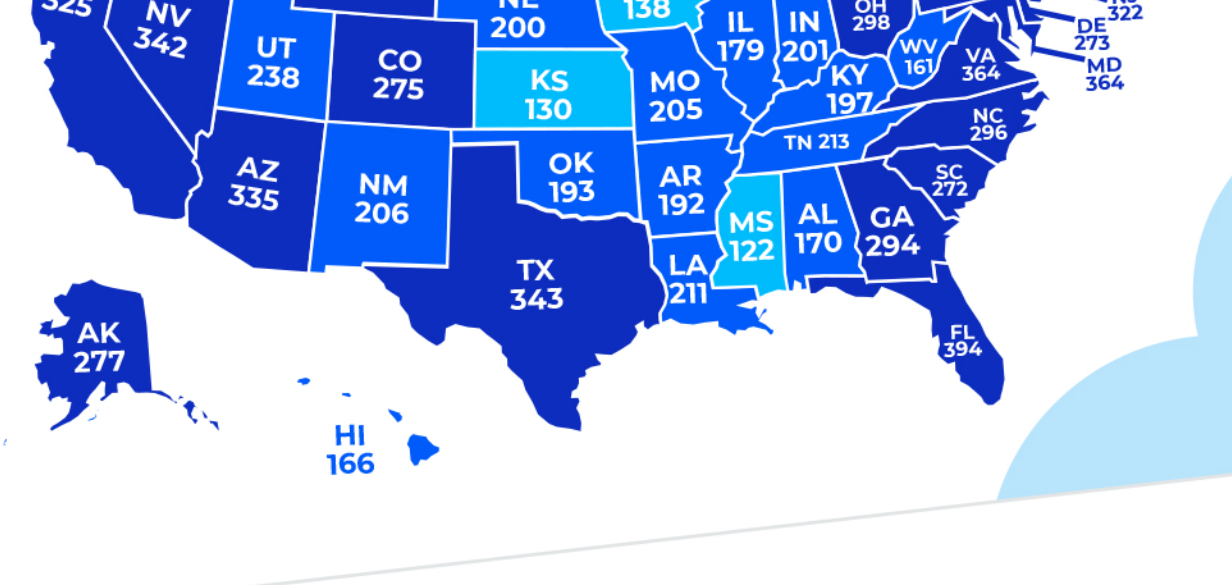 325
NV
342
UT
238
CO
275
NE
200
138
KS
130
MO
205
IL
179
IN
201
OH
298
WV
161
KY
197
VA
364
322
DE
273
MD
364
NC
296
TN 213
SC
272
AZ
335
NM
206
OK
193
AR
192
MS
122
AL
170
GA
294
LA
211
TX
343
FL
394
AK
277
HI
166